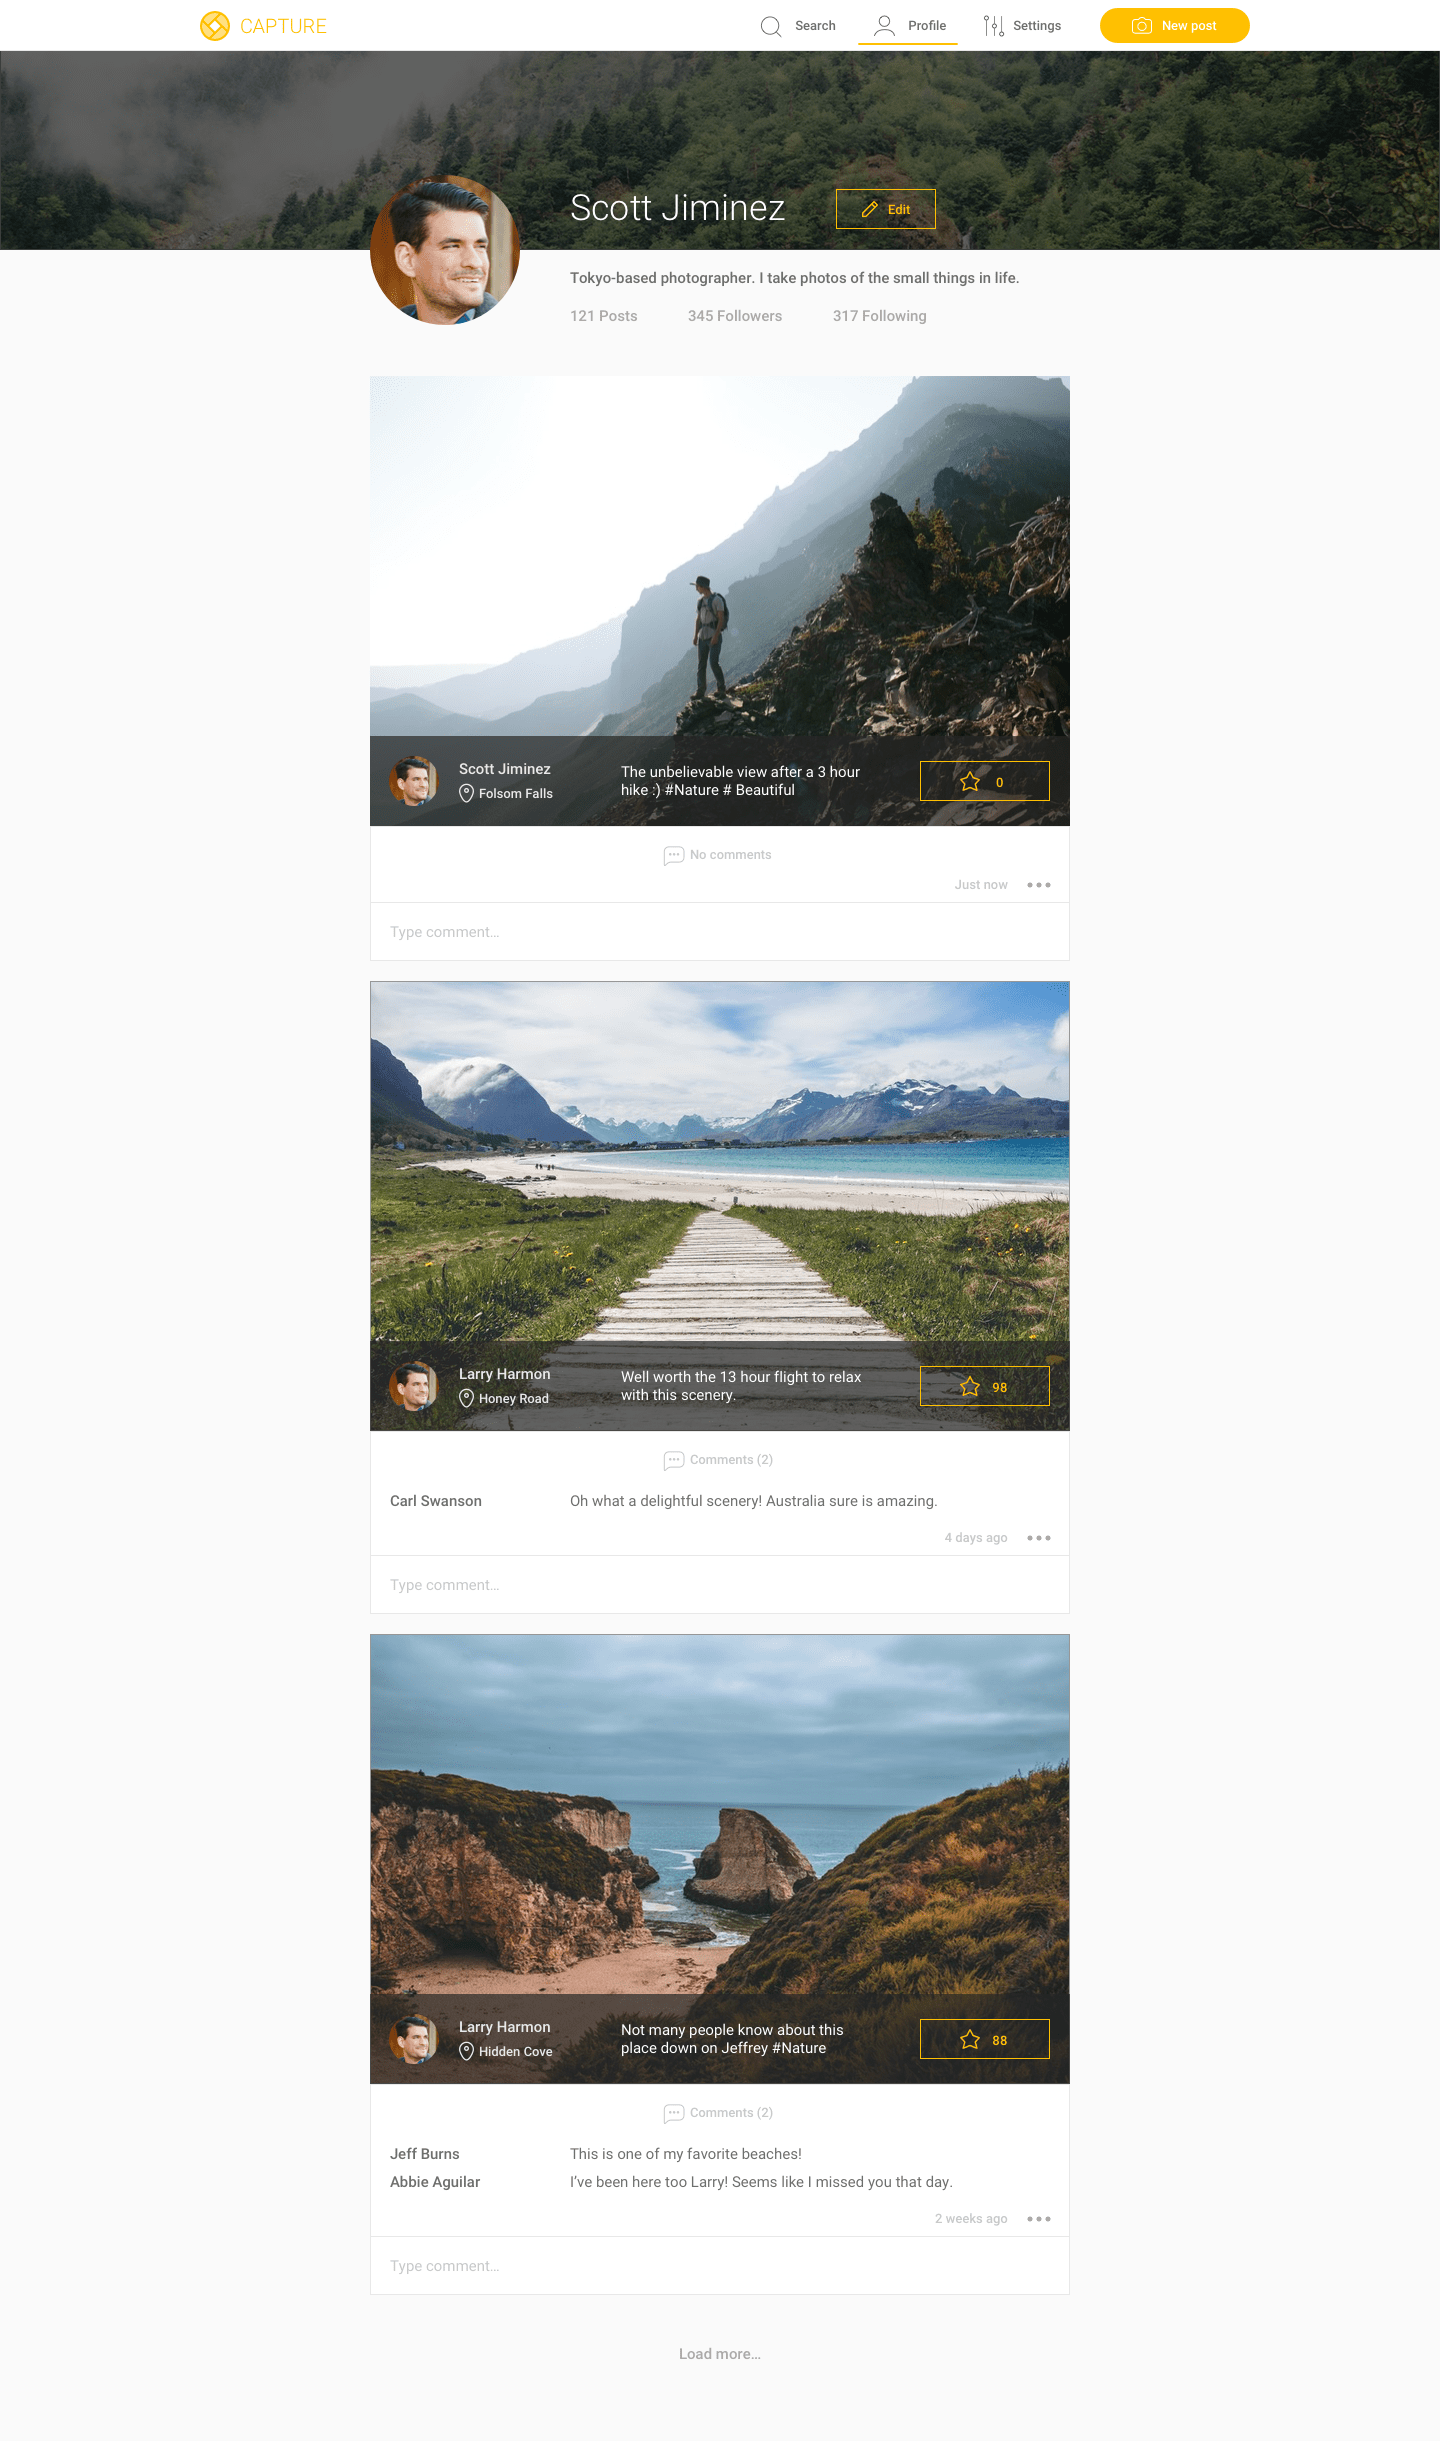 CAPTURE
Search
Profile
Settings
New post
Scott Jiminez
Edit
Tokyo-based photographer. I take photos of the small things in life.
121 Posts
345 Followers
317 Following
Scott Jiminez
Folsom Falls
The unbelievable view after a 3 hour
hike :) #Nature # Beautiful
0
No comments
Just now
Type comment...
Larry Harmon
Honey Road
Well worth the 13 hour flight to relax
with this scenery.
98
Comments (2)
Carl Swanson
Oh what a delightful scenery! Australia sure is amazing.
4 days ago
Type comment...
Larry Harmon
Hidden Cove
Not many people know about this
place down on Jeffrey #Nature
88
Comments (2)
Jeff Burns
This is one of my favorite beaches!
Abbie Aguilar
I’ve been here too Larry! Seems like I missed you that day.
2 weeks ago
Type comment...
Load more...